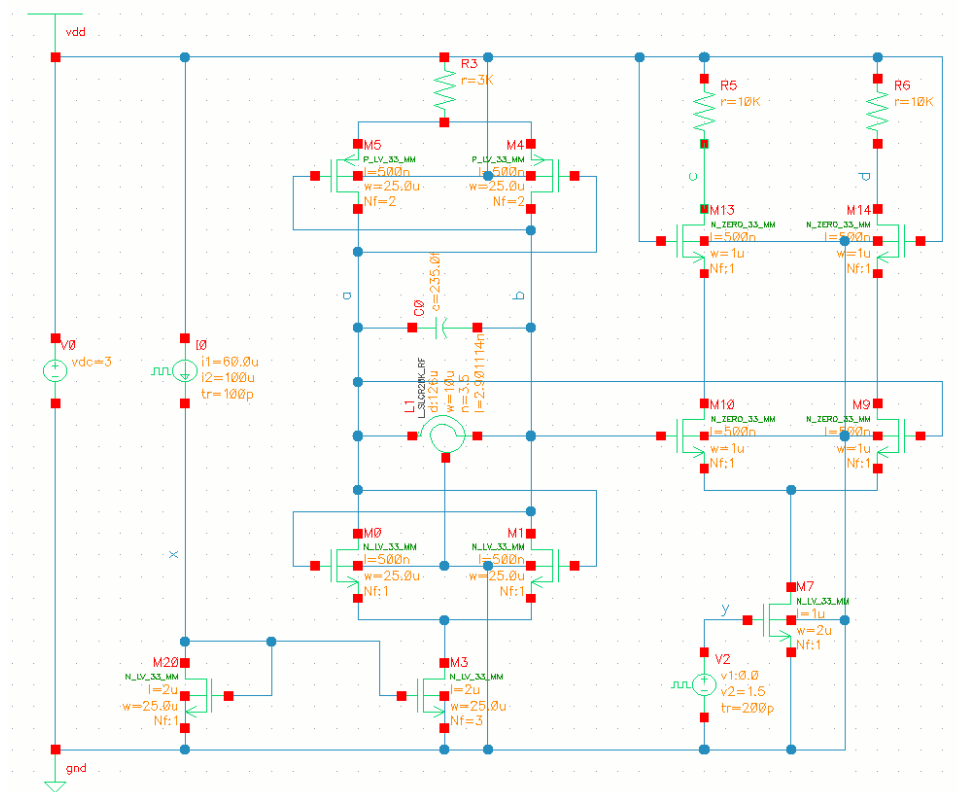 vdd
R3
r=3K
R5
r=10K
R6
r=10K
M5
P_LV_33_MM
l=500n
w=25.0u
Nf=2
M4
P_LV_33_MM
l=500n
w=25.0u
Nf=2
c
d
M13
N_ZERO_33_MM
l=500n
w=1u
Nf:1
M14
N_ZERO_33_MM
l=500n
w=1u
Nf:1
a
b
C0
c=235.0f
V0
vdc=3
I0
i1=60.0u
i2=100u
tr=100p
L1
L_SLCR20K_RF
d:126u
w=10u
n=3.5
l=2.901114n
M10
N_ZERO_33_MM
l=500n
w=1u
Nf:1
M9
N_ZERO_33_MM
l=500n
w=1u
Nf:1
x
M0
N_LV_33_MM
l=500n
w=25.0u
Nf:1
M1
N_LV_33_MM
l=500n
w=25.0u
Nf:1
y
M7
N_LV_33_MM
l=1u
w=2u
Nf:1
M20
N_LV_33_MM
l=2u
w=25.0u
Nf:1
M3
N_LV_33_MM
l=2u
w=25.0u
Nf=3
V2
v1:0.0
v2=1.5
tr=200p
gnd